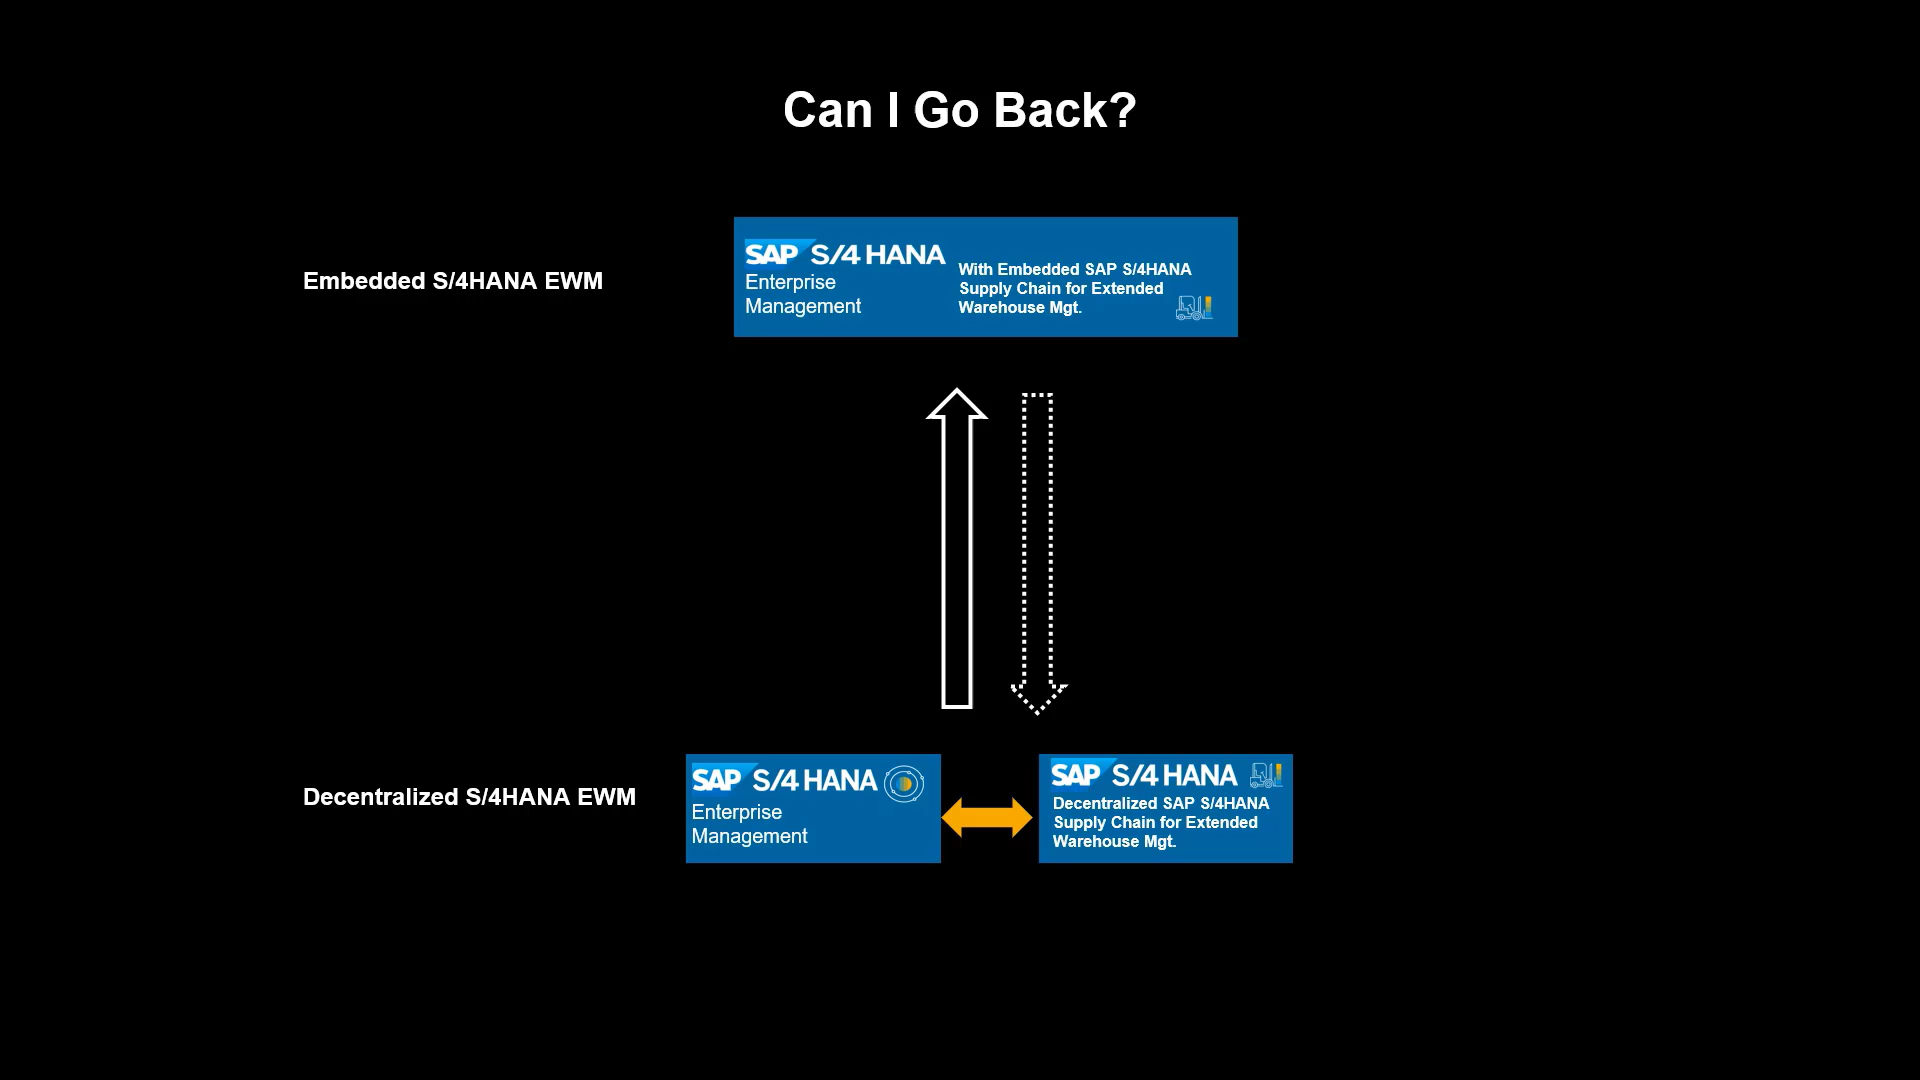 Can I Go Back?
Embedded S/4HANA EWM
SAP S/4 HANA
Enterprise
Management
With Embedded SAP S/4HANA
Supply Chain for Extended
Warehouse Mgt.
Decentralized S/4HANA EWM
SAP S/4 HANA
Enterprise
Management
SAP S/4 HANA
Decentralized SAP S/4HANA
Supply Chain for Extended
Warehouse Mgt.